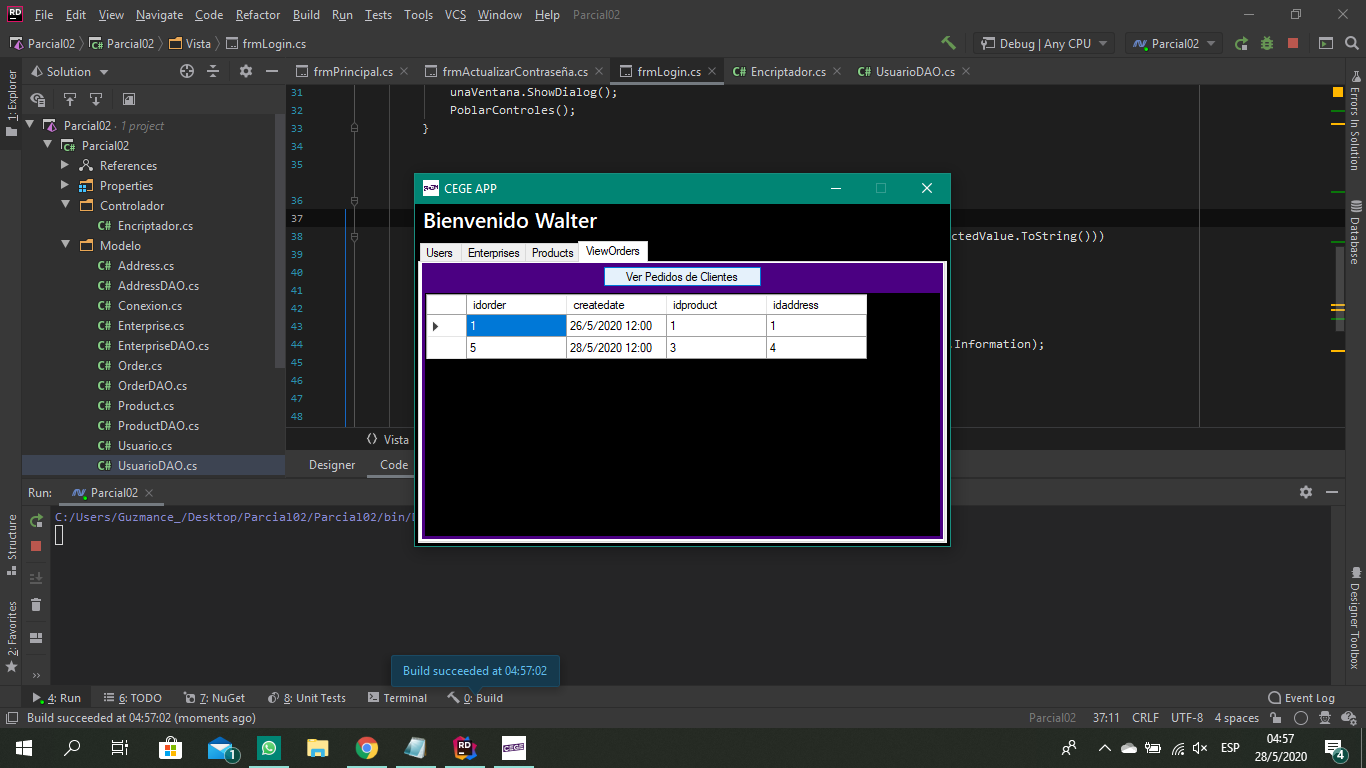 File Edit View Navigate Code Refactor Build Run Tests Tools VCS Window Help Parcial02
Parcial02 Parcial02 Vista frmLogin.cs
Debug | Any CPU Parcial02
1: Explorer
Solution
frmPrincipal.cs frmActualizarContraseña.cs frmLogin.cs Encriptador.cs UsuarioDAO.cs
Parcial02 · 1 project
Parcial02
References
Properties
Controlador
Encriptador.cs
Modelo
Address.cs
AddressDAO.cs
Conexion.cs
Enterprise.cs
EnterpriseDAO.cs
Order.cs
OrderDAO.cs
Product.cs
ProductDAO.cs
Usuario.cs
UsuarioDAO.cs
31 unaVentana.ShowDialog();
32 PoblarControles();
33 }
34
35
36
37
38 ctedValue.ToString()))
39
40
41
42
43
44 .Information);
45
46
47
48
Vista
Designer Code
CEGE APP
Bienvenido Walter
Users Enterprises Products ViewOrders
Ver Pedidos de Clientes
idorder createdate idproduct idaddress
1 26/5/2020 12:00 1 1
5 28/5/2020 12:00 3 4
Errors In Solution
Database
Designer Toolbox
Run: Parcial02
C:/Users/Guzmance_/Desktop/Parcial02/Parcial02/bin/
Structure
2: Favorites
Build succeeded at 04:57:02
4: Run 6: TODO 7: NuGet 8: Unit Tests Terminal 0: Build Event Log
Build succeeded at 04:57:02 (moments ago) Parcial02 37:11 CRLF UTF-8 4 spaces
1 CEGE ESP 04:57
28/5/2020 4